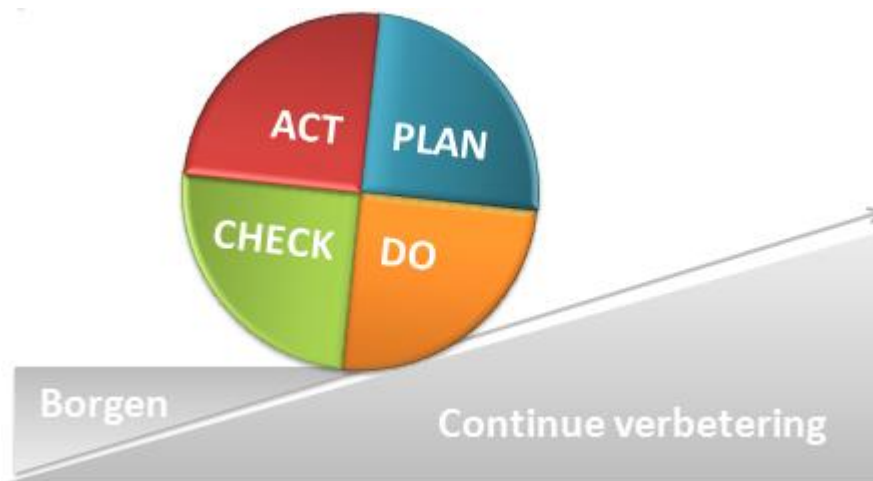 ACT
PLAN
CHECK
DO
Borgen
Continue verbetering